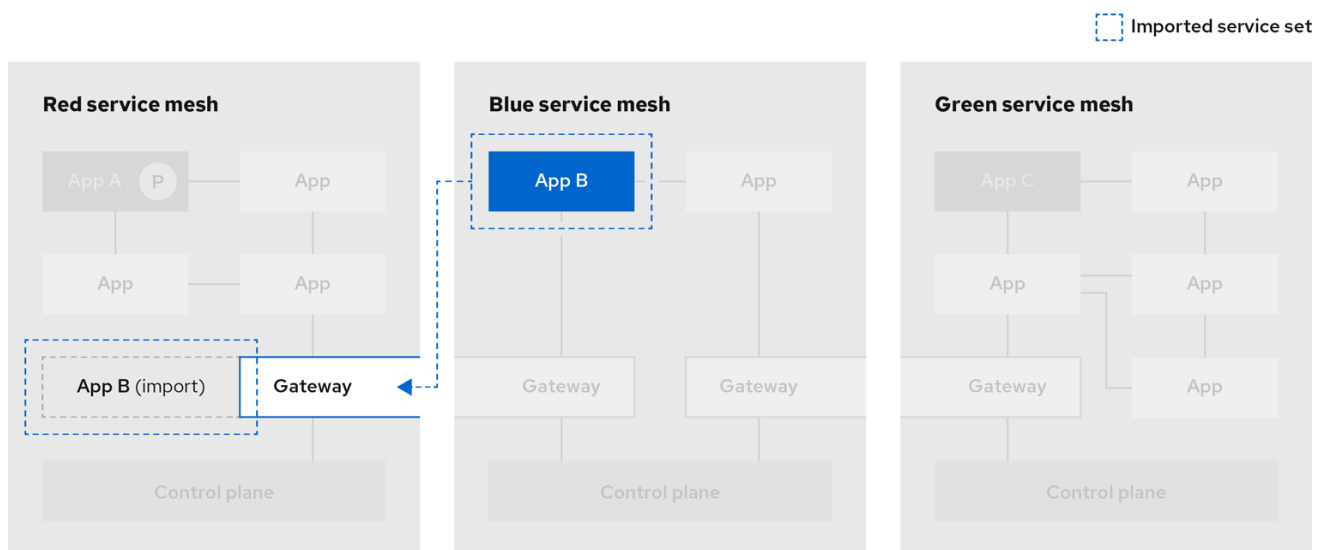 Imported service set
Red service mesh
App A P App
App App
App B (import) Gateway
Control plane
Blue service mesh
App B App
Gateway Gateway
Control plane
Green service mesh
App C App
App App
Gateway App
Control plane